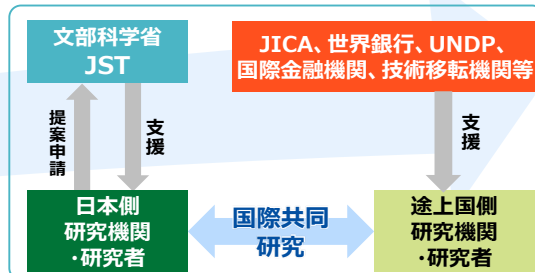 文部科学省
JST
JICA、世界銀行、UNDP、
国際金融機関、技術移転機関等
提案申請
支援
支援
日本側
研究機関
・研究者
国際共同
研究
途上国側
研究機関
・研究者